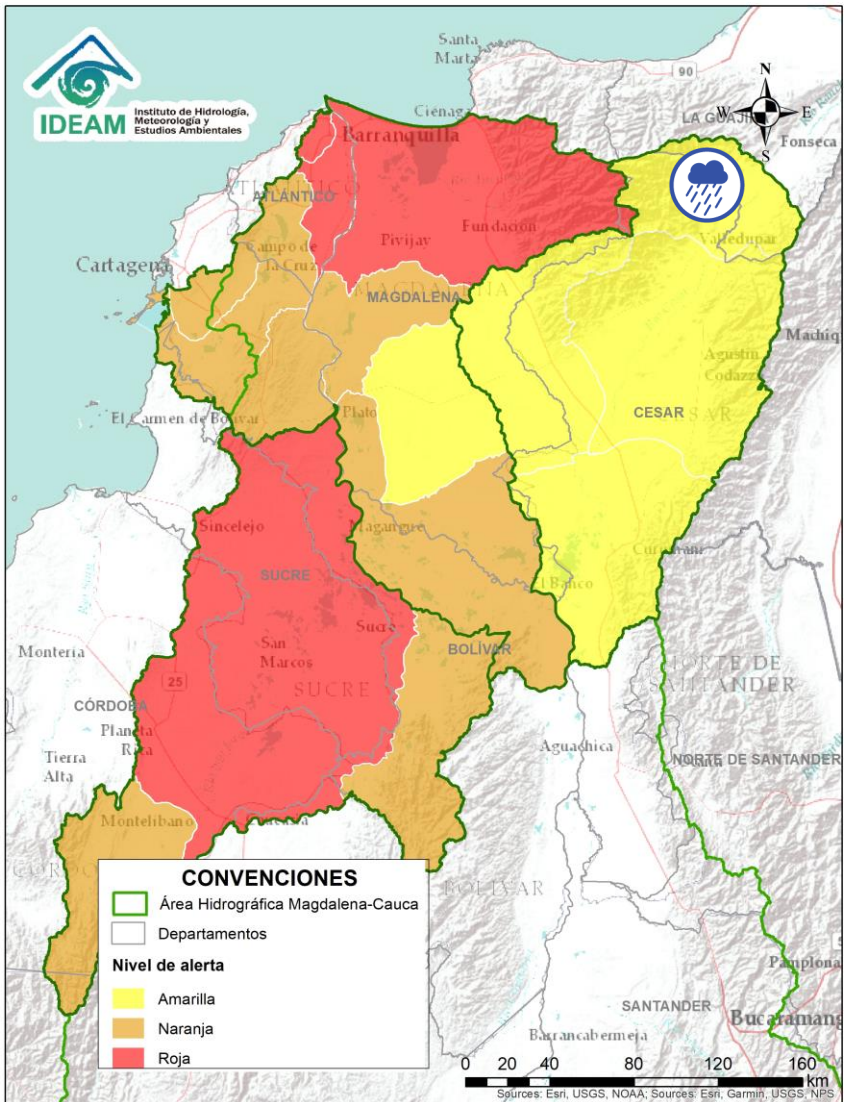 IDEAM
Instituto de Hidrología,
Meteorología y
Estudios Ambientales
Santa
Marta
90
N
W
E
S
Ciénaga
LA GUAJI
Fonseca
Barranquilla
ATLÁNTICO
Fundación
Pivijay
Valledupar
Campo de
la Cruz
Cartagena
MAGDALENA
Agustín
Codazzi
CESAR
El Carmen de Bolívar
Plato
Sincelejo
Magangué
SUCRE
El Banco
Sucre
San
Marcos
BOLÍVAR
SUCRE
Montería
25
CÓRDOBA
Planeta
Rica
NORTE DE
SANTANDER
Tierra
Alta
Aguachica
NORTE DE SANTANDER
Montelíbano
BOLÍVAR
Pamplona
SANTANDER
Bucaramang
Barrancabermeja
CONVENCIONES
Área Hidrográfica Magdalena-Cauca
Departamentos
Nivel de alerta
Amarilla
Naranja
Roja
0 20 40 80 120 160
km
Sources: Esri, USGS, NOAA; Sources: Esri, Garmin, USGS, NPS